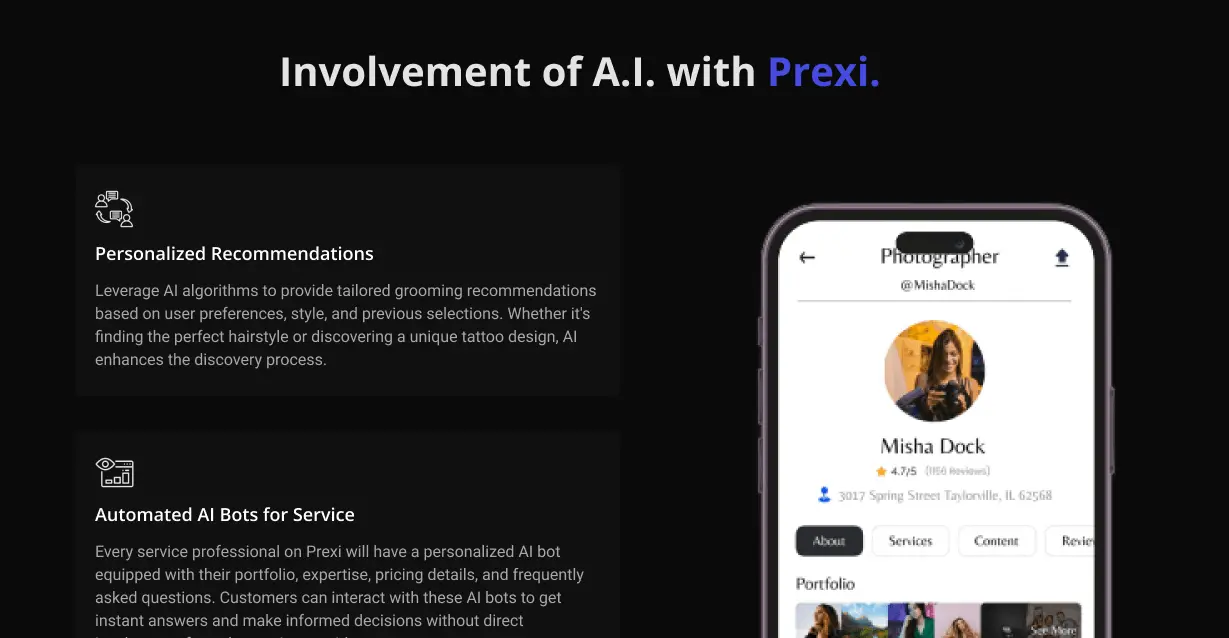 Involvement of A.I. with Prexi.
Personalized Recommendations
Leverage AI algorithms to provide tailored grooming recommendations
based on user preferences, style, and previous selections. Whether it's
finding the perfect hairstyle or discovering a unique tattoo design, AI
enhances the discovery process.
Automated AI Bots for Service
Every service professional on Prexi will have a personalized AI bot
equipped with their portfolio, expertise, pricing details, and frequently
asked questions. Customers can interact with these AI bots to get
instant answers and make informed decisions without direct
Photographer
@MishaDock
Misha Dock
4.7/5 (1156 Reviews)
3017 Spring Street Taylorville, IL 62568
About Services Content
Portfolio
See More